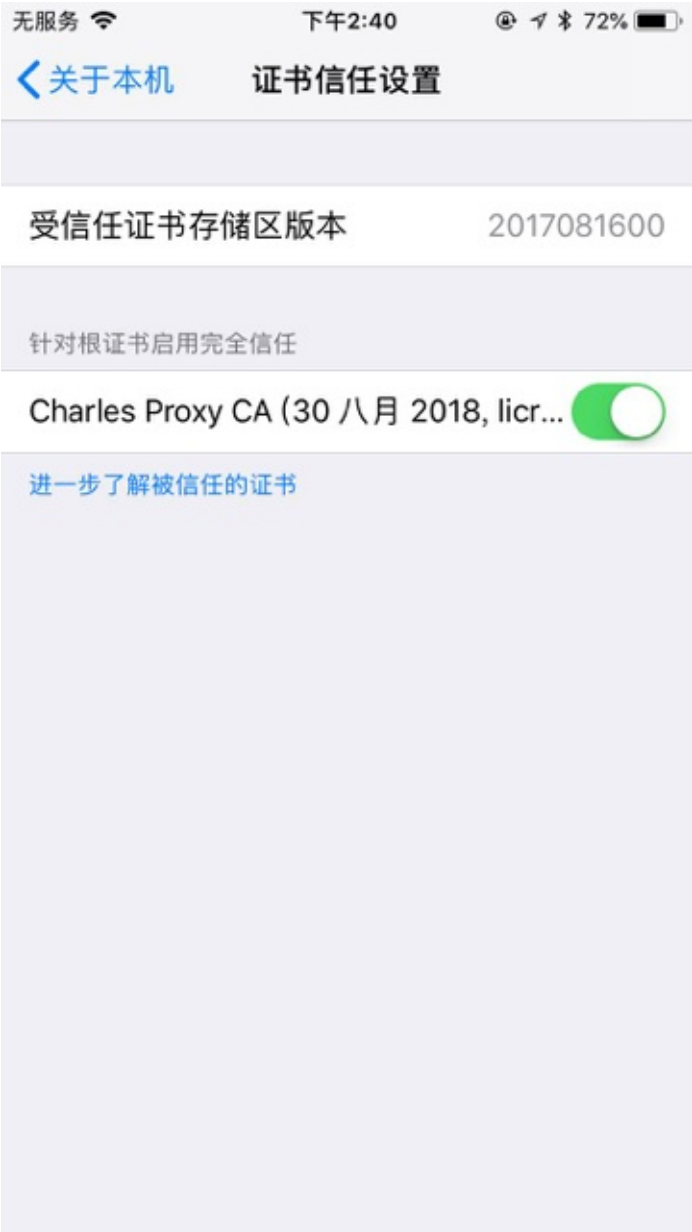 无服务 下午2:40 72%
关于本机 证书信任设置
受信任证书存储区版本 2017081600
针对根证书启用完全信任
Charles Proxy CA (30 八月 2018, licr...
进一步了解被信任的证书